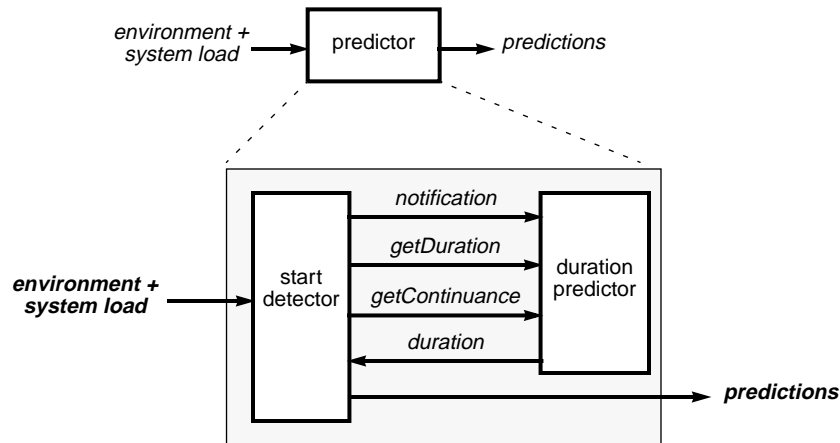 environment +
system load
predictor
predictions
notification
getDuration
start
detector
duration
predictor
environment +
system load
getContinuance
duration
predictions